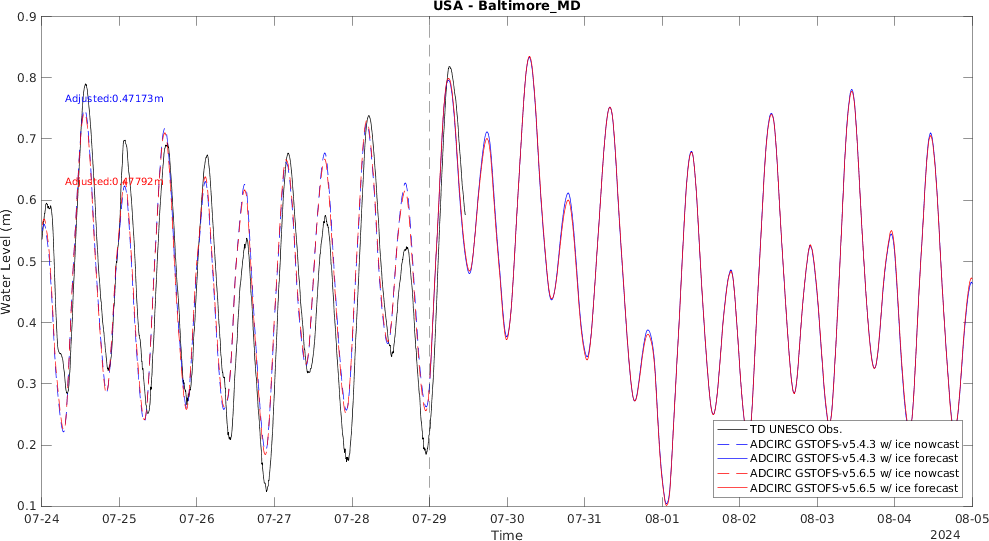 USA - Baltimore_MD
0.9
0.8
0.7
0.6
0.5
0.4
0.3
0.2
0.1
Water Level (m)
Adjusted:0.47173m
Adjusted:0.47792m
TD UNESCO Obs.
ADCIRC GSTOFS-v5.4.3 w/ ice nowcast
ADCIRC GSTOFS-v5.4.3 w/ ice forecast
ADCIRC GSTOFS-v5.6.5 w/ ice nowcast
ADCIRC GSTOFS-v5.6.5 w/ ice forecast
07-24 07-25 07-26 07-27 07-28 07-29 07-30 07-31 08-01 08-02 08-03 08-04 08-05
Time
2024